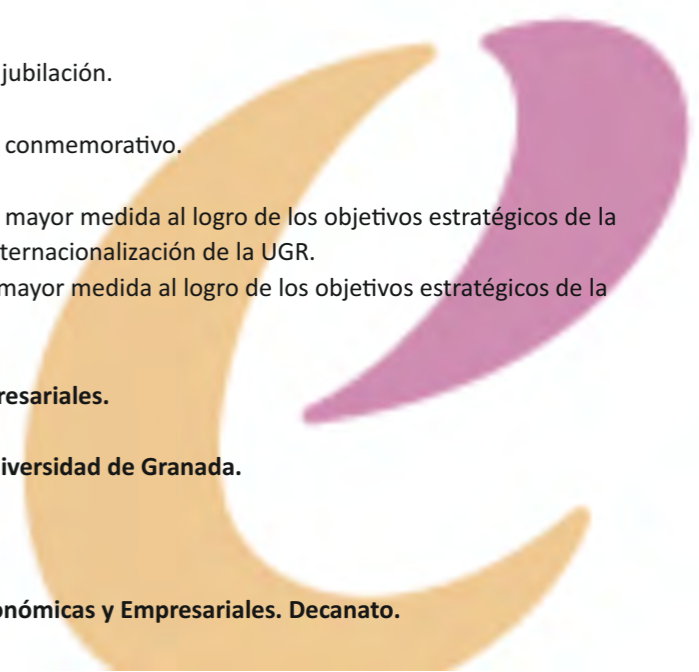 jubilación.
conmemorativo.
mayor medida al logro de los objetivos estratégicos de la
ternacionalización de la UGR.
mayor medida al logro de los objetivos estratégicos de la
resariales.
iversidad de Granada.
onómicas y Empresariales. Decanato.